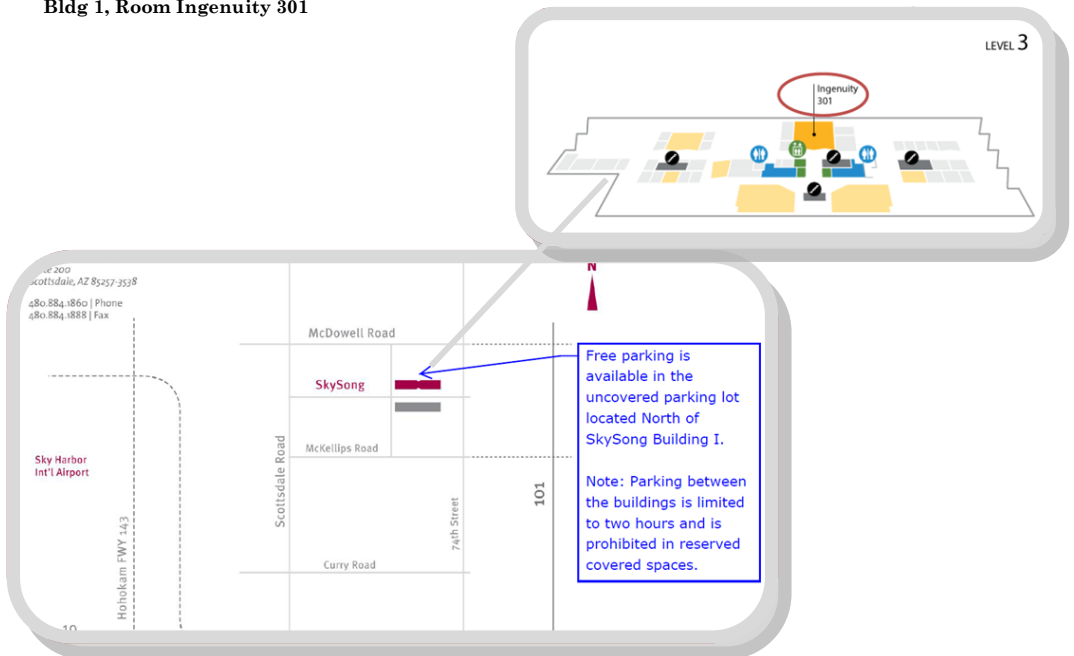 Bldg 1, Room Ingenuity 301
LEVEL 3
Ingenuity
301
200
Scottsdale, AZ 85257-3538
480.884.1860 | Phone
480.884.1888 | Fax
N
McDowell Road
SkySong
McKellips Road
Sky Harbor
Int'l Airport
Scottsdale Road
74th Street
101
Hohokam FWY 143
Curry Road
10
Free parking is
available in the
uncovered parking lot
located North of
SkySong Building I.
Note: Parking between
the buildings is limited
to two hours and is
prohibited in reserved
covered spaces.